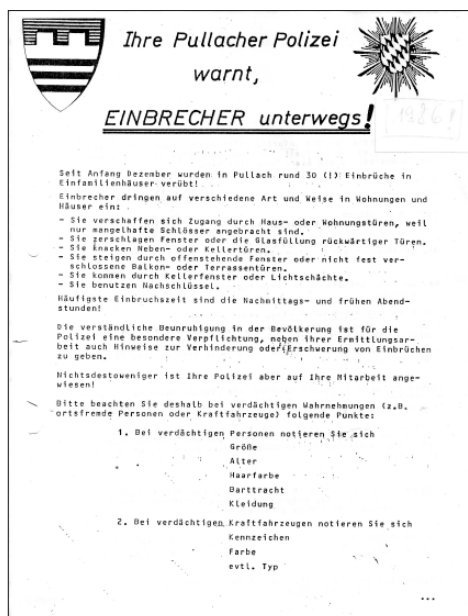 Ihre Pullacher Polizei
warnt,
EINBRECHER unterwegs!
Seit Anfang Dezember wurden in Pullach rund 30 (!) Einbrüche in
Einfamilienhäuser verübt!
Einbrecher dringen auf verschiedene Art und Weise in Wohnungen und
Häuser ein:
- Sie verschaffen sich Zugang durch Haus- oder Wohnungstüren, weil
nur mangelhafte Schlösser angebracht sind.
- Sie zerschlagen Fenster oder die Glasfüllung rückwärtiger Türen.
- Sie knacken Neben- oder Kellertüren.
- Sie steigen durch offenstehende Fenster oder nicht fest ver-
schlossene Balkon- oder Terrassentüren.
- Sie kommen durch Kellerfenster oder Lichtschächte.
- Sie benutzen Nachschlüssel.
Häufigste Einbruchszeit sind die Nachmittags- und frühen Abend-
stunden!
Die verständliche Beunruhigung in der Bevölkerung ist für die
Polizei eine besondere Verpflichtung, neben ihrer Ermittlungsar-
beit auch Hinweise zur Verhinderung oder Erschwerung von Einbrüchen
zu geben.
Nichtsdestoweniger ist Ihre Polizei aber auf Ihre Mitarbeit ange-
wiesen!
Bitte beachten Sie deshalb bei verdächtigen Wahrnehmungen (z.B.
ortsfremde Personen oder Kraftfahrzeuge) folgende Punkte:
1. Bei verdächtigen Personen notieren Sie sich
Größe
Alter
Haarfarbe
Barttracht
Kleidung
2. Bei verdächtigen Kraftfahrzeugen notieren Sie sich
Kennzeichen
Farbe
evtl. Typ
...